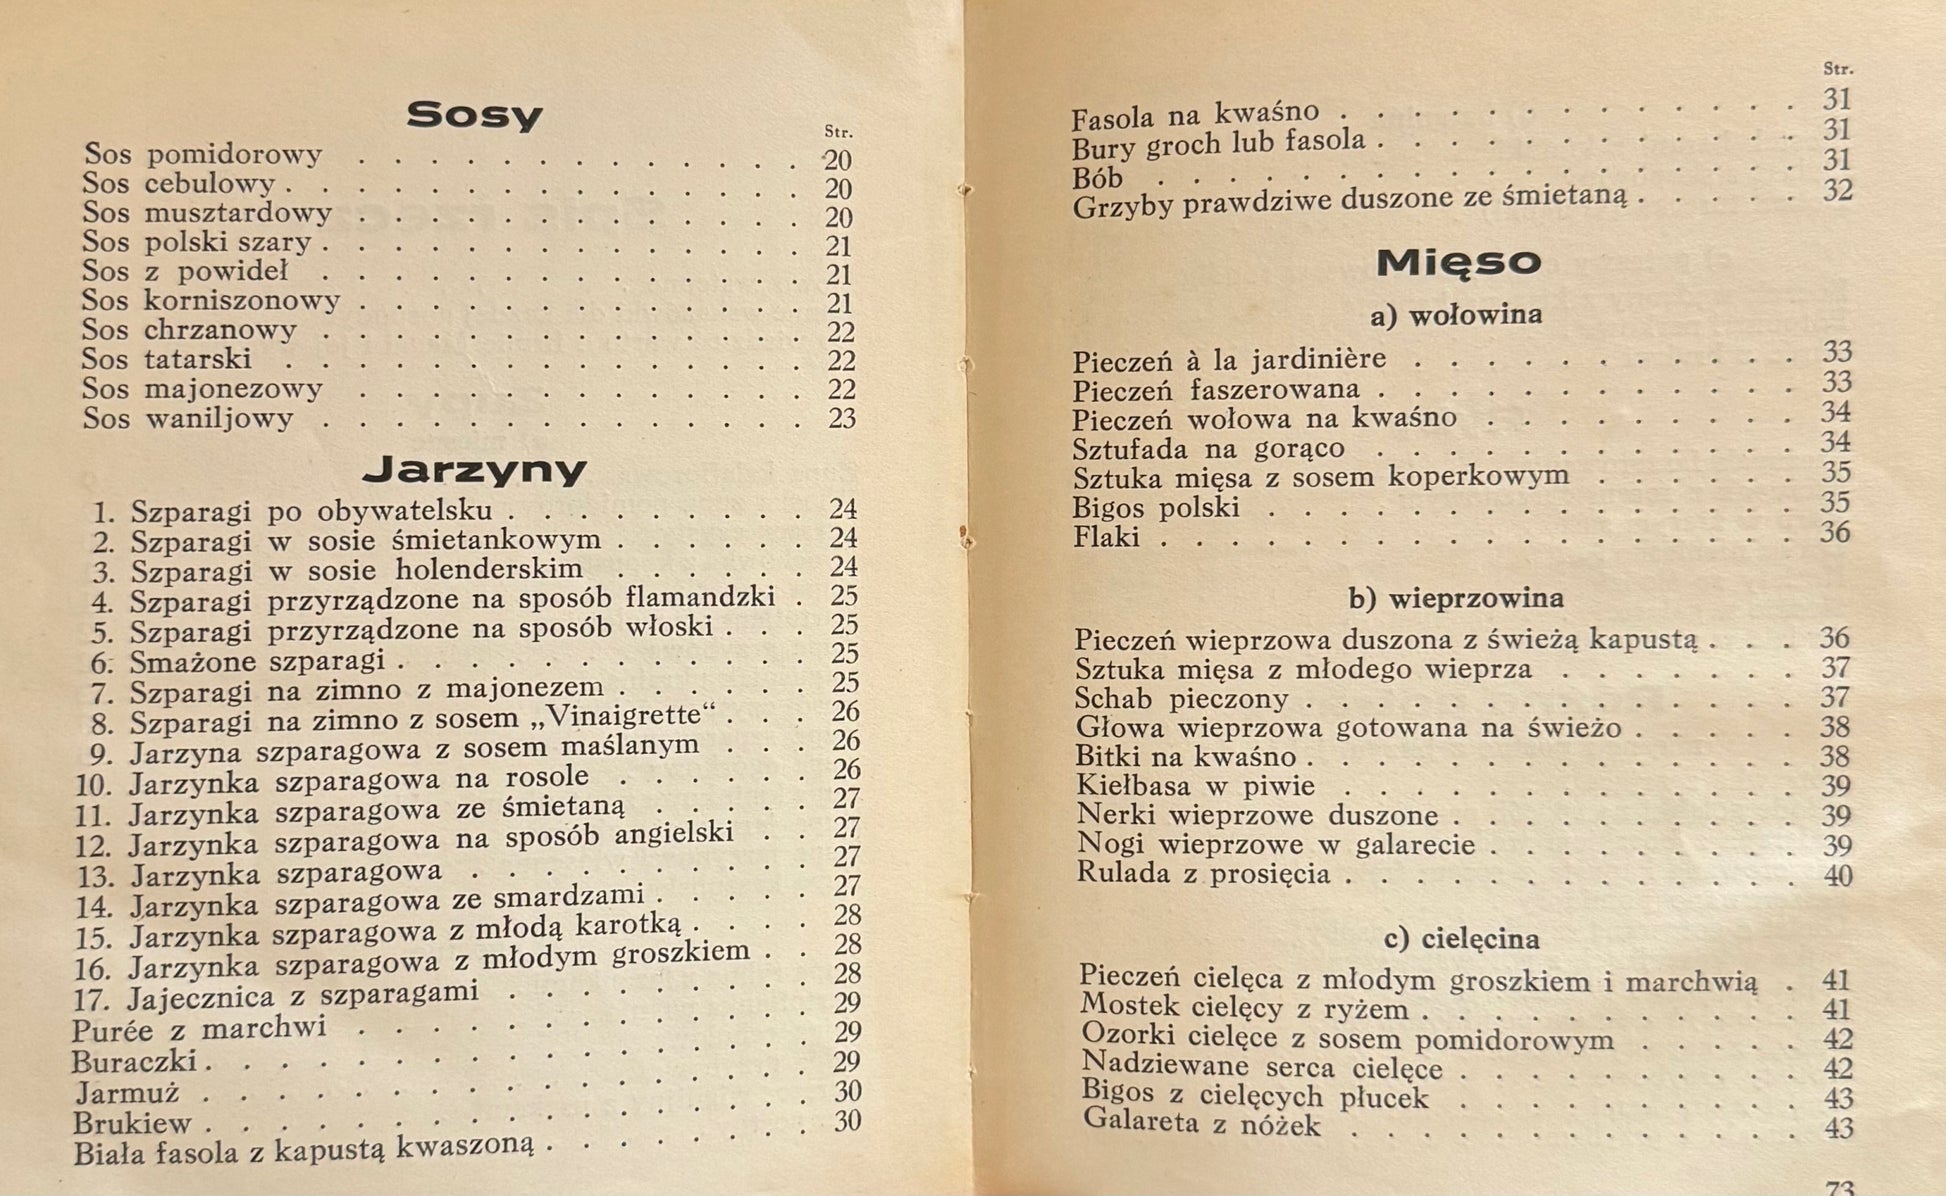 Sosy
Str.
Sos pomidorowy . . . . . . . . . . . . . 20
Sos cebulowy . . . . . . . . . . . . . . 20
Sos musztardowy . . . . . . . . . . . . . 20
Sos polski szary . . . . . . . . . . . . . . 21
Sos z powideł . . . . . . . . . . . . . . 21
Sos korniszonowy . . . . . . . . . . . . . 21
Sos chrzanowy . . . . . . . . . . . . . . 22
Sos tatarski . . . . . . . . . . . . . . . 22
Sos majonezowy . . . . . . . . . . . . . 22
Sos waniljowy . . . . . . . . . . . . . . 23
Jarzyny
1. Szparagi po obywatelsku . . . . . . . . . 24
2. Szparagi w sosie śmietankowym . . . . . . 24
3. Szparagi w sosie holenderskim . . . . . . 24
4. Szparagi przyrządzone na sposób flamandzki . 25
5. Szparagi przyrządzone na sposób włoski . . . 25
6. Smażone szparagi . . . . . . . . . . . . 25
7. Szparagi na zimno z majonezem . . . . . . 25
8. Szparagi na zimno z sosem „Vinaigrette“ . . . 26
9. Jarzyna szparagowa z sosem maślanym . . . 26
10. Jarzynka szparagowa na rosole . . . . . . 26
11. Jarzynka szparagowa ze śmietaną . . . . . 27
12. Jarzynka szparagowa na sposób angielski . . 27
13. Jarzynka szparagowa . . . . . . . . . . 27
14. Jarzynka szparagowa ze smardzami . . . . . 27
15. Jarzynka szparagowa z młodą karotką . . . . 28
16. Jarzynka szparagowa z młodym groszkiem . . 28
17. Jajecznica z szparagami . . . . . . . . . 28
Purée z marchwi . . . . . . . . . . . . . 29
Buraczki . . . . . . . . . . . . . . . . . 29
Jarmuż . . . . . . . . . . . . . . . . . 29
Brukiew . . . . . . . . . . . . . . . . . 30
Biała fasola z kapustą kwaszoną . . . . . . . . 30
Str.
Fasola na kwaśno . . . . . . . . . . . . . 31
Bury groch lub fasola . . . . . . . . . . . . 31
Bób . . . . . . . . . . . . . . . . . . 31
Grzyby prawdziwe duszone ze śmietaną . . . . . 32
Mięso
a) wołowina
Pieczeń à la jardinière . . . . . . . . . . . 33
Pieczeń faszerowana . . . . . . . . . . . . 33
Pieczeń wołowa na kwaśno . . . . . . . . . 34
Sztufada na gorąco . . . . . . . . . . . . 34
Sztuka mięsa z sosem koperkowym . . . . . . 35
Bigos polski . . . . . . . . . . . . . . . 35
Flaki . . . . . . . . . . . . . . . . . . 36
b) wieprzowina
Pieczeń wieprzowa duszona z świeżą kapustą . . . 36
Sztuka mięsa z młodego wieprza . . . . . . . 37
Schab pieczony . . . . . . . . . . . . . . 37
Głowa wieprzowa gotowana na świeżo . . . . . 38
Bitki na kwaśno . . . . . . . . . . . . . . 38
Kiełbasa w piwie . . . . . . . . . . . . . 39
Nerki wieprzowe duszone . . . . . . . . . . 39
Nogi wieprzowe w galarecie . . . . . . . . . 39
Rulada z prosięcia . . . . . . . . . . . . . 40
c) cielęcina
Pieczeń cielęca z młodym groszkiem i marchwią . 41
Mostek cielęcy z ryżem . . . . . . . . . . . 41
Ozorki cielęce z sosem pomidorowym . . . . . 42
Nadziewane serca cielęce . . . . . . . . . . 42
Bigos z cielęcych płucek . . . . . . . . . . 43
Galareta z nóżek . . . . . . . . . . . . . 43
73